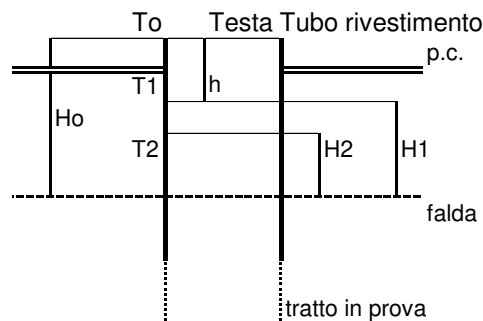 To Testa Tubo rivestimento
p.c.
T1 h
Ho
T2 H2 H1
falda
tratto in prova